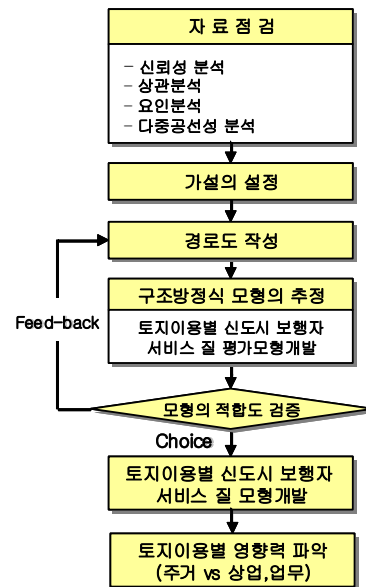 자 료 점 검
- 신뢰성 분석
- 상관분석
- 요인분석
- 다중공선성 분석
가설의 설정
경로도 작성
구조방정식 모형의 추정
Feed-back
토지이용별 신도시 보행자
서비스 질 평가모형개발
모형의 적합도 검증
Choice
토지이용별 신도시 보행자
서비스 질 모형개발
토지이용별 영향력 파악
(주거 vs 상업,업무)